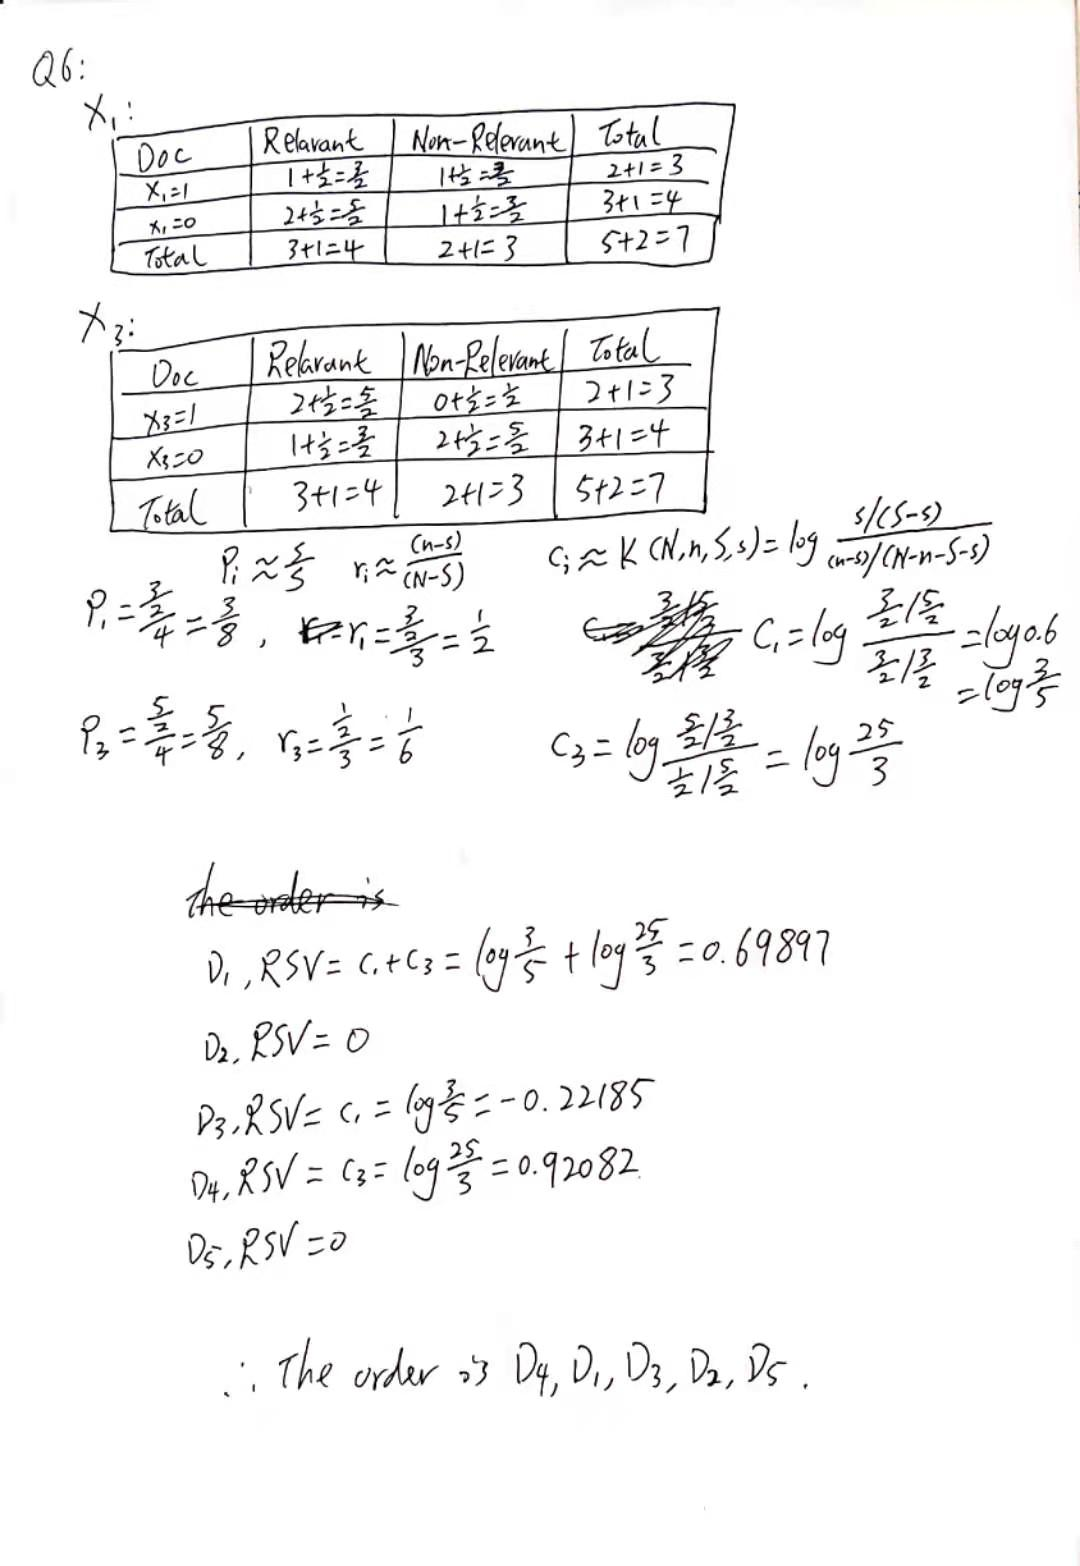 Q6:
X₁:
Doc | Relavant | Non-Relevant | Total
X₁=1 | 1+1/2=3/2 | 1+1/2=3/2 | 2+1=3
X₁=0 | 2+1/2=5/2 | 1+1/2=3/2 | 3+1=4
Total | 3+1=4 | 2+1=3 | 5+2=7
X₃:
Doc | Relavant | Non-Relevant | Total
X₃=1 | 2+1/2=5/2 | 0+1/2=1/2 | 2+1=3
X₃=0 | 1+1/2=3/2 | 2+1/2=5/2 | 3+1=4
Total | 3+1=4 | 2+1=3 | 5+2=7
Pᵢ ≈ s/S rᵢ ≈ (n-s)/(N-S) Cᵢ ≈ K (N,n,S,s) = log (s/(S-s))/((n-s)/(N-n-S-s))
P₁ = (3/2)/4 = 3/8 , r₁ = (3/2)/3 = 1/2 C₁ = log ((3/2)/(5/2))/((3/2)/(3/2)) = log 0.6
= log 3/5
P₃ = (5/2)/4 = 5/8, r₃ = (1/2)/3 = 1/6 C₃ = log ((5/2)/(3/2))/((1/2)/(5/2)) = log 25/3
the order is
D₁, RSV = C₁+C₃ = log 3/5 + log 25/3 = 0.69897
D₂, RSV = 0
D₃, RSV = C₁ = log 3/5 = -0.22185
D₄, RSV = C₃ = log 25/3 = 0.92082
D₅, RSV = 0
∴ The order is D₄, D₁, D₃, D₂, D₅.